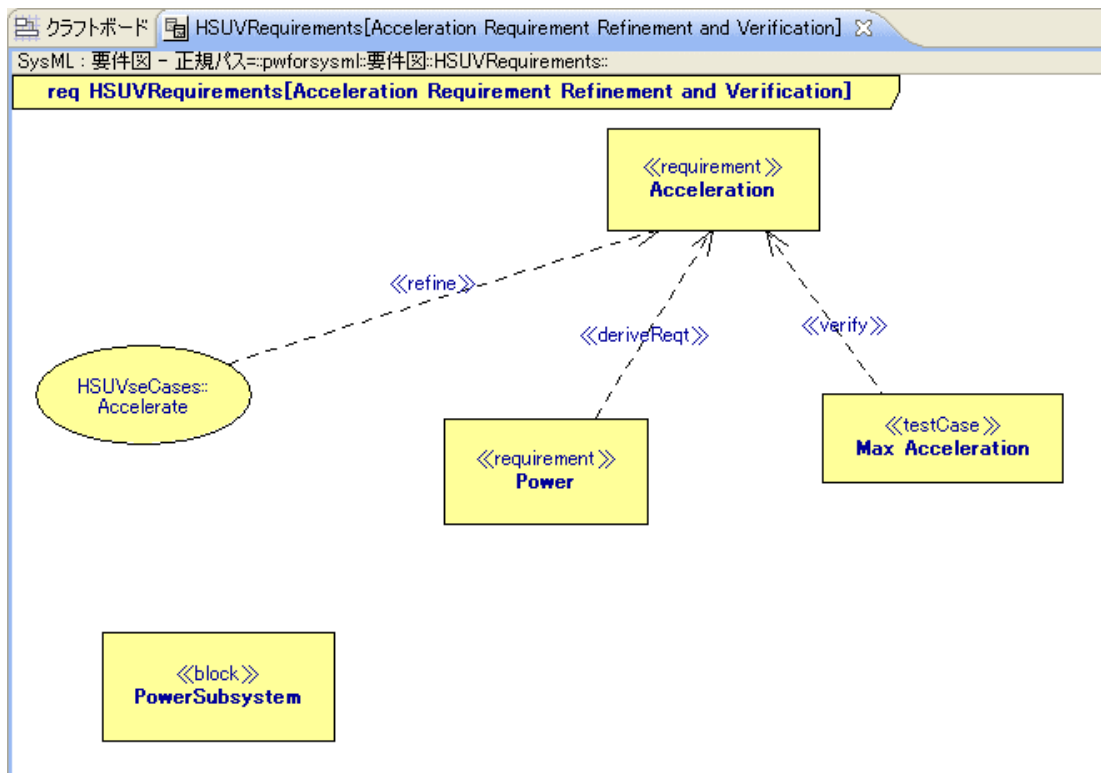 クラフトボード HSUVRequirements[Acceleration Requirement Refinement and Verification]
SysML : 要件図 - 正規パス=::pwforsysml::要件図::HSUVRequirements::
req HSUVRequirements[Acceleration Requirement Refinement and Verification]
≪requirement≫
Acceleration
≪refine≫
≪deriveReqt≫
≪verify≫
HSUVseCases::
Accelerate
≪requirement≫
Power
≪testCase≫
Max Acceleration
≪block≫
PowerSubsystem